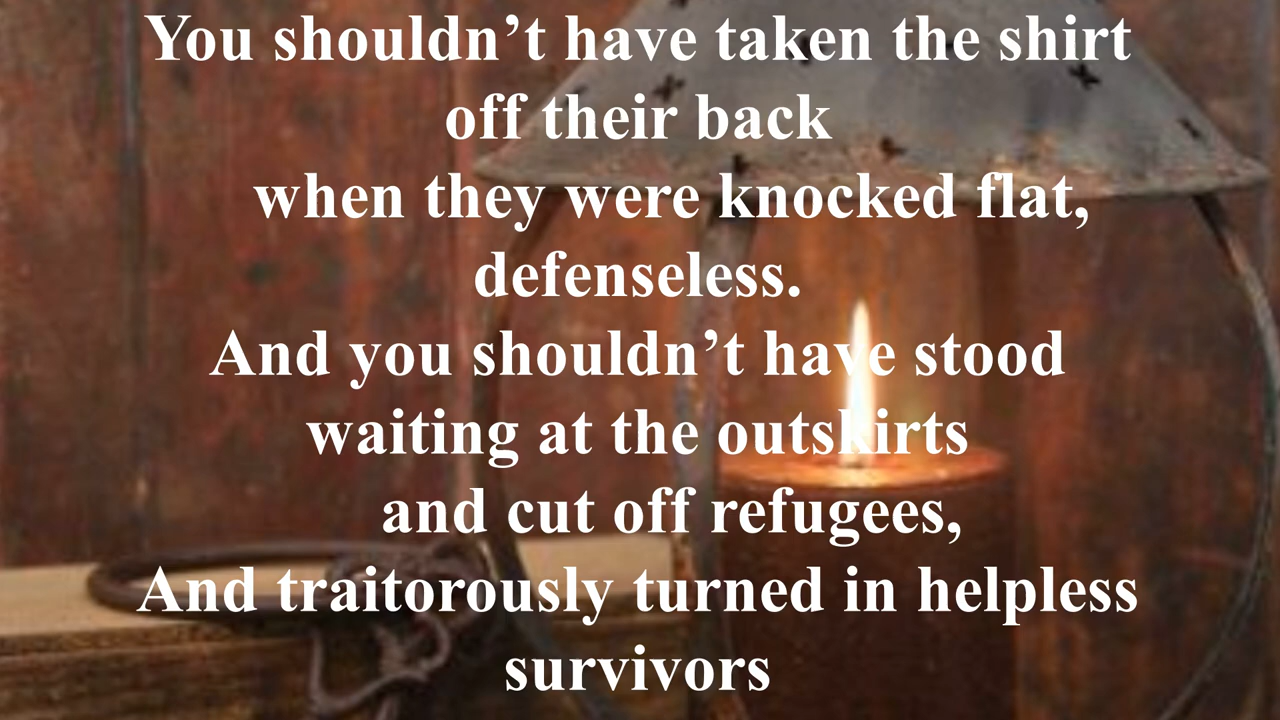 You shouldn’t have taken the shirt
off their back
when they were knocked flat,
defenseless.
And you shouldn’t have stood
waiting at the outskirts
and cut off refugees,
And traitorously turned in helpless
survivors